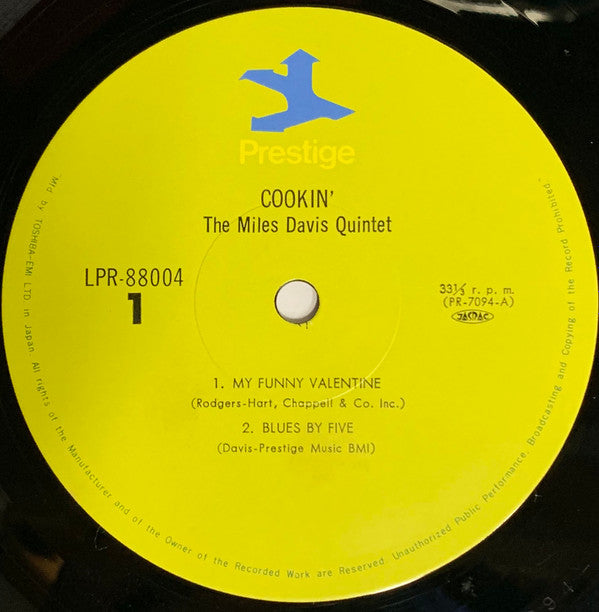 Prestige
COOKIN'
The Miles Davis Quintet
LPR-88004
1
33⅓ r. p. m.
(PR-7094-A)
JASRAC
1. MY FUNNY VALENTINE
(Rodgers-Hart, Chappell & Co. Inc.)
2. BLUES BY FIVE
(Davis-Prestige Music BMI)
"Mfd by TOSHIBA-EMI LTD in Japan. All rights of the Manufacturer and of the Owner of the Recorded Work are Reserved. Unauthorized Public Performance, Broadcasting and Copying of the Record Prohibited."